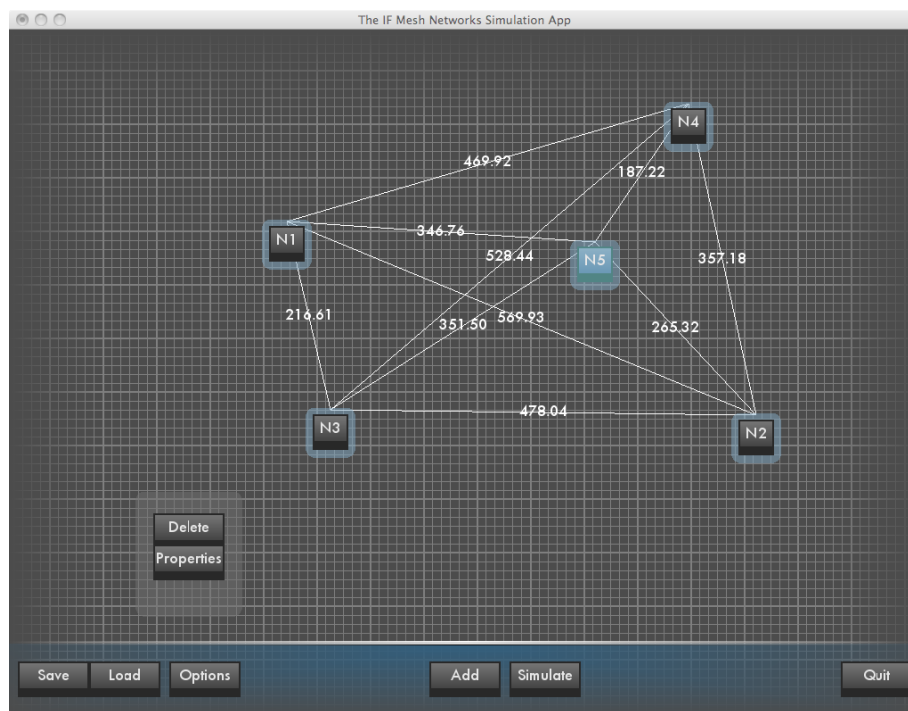 The IF Mesh Networks Simulation App
N4
469.92
187.22
N1
346.76
528.44
N5
357.18
216.61
351.50
569.93
265.32
478.04
N3
N2
Delete
Properties
Save
Load
Options
Add
Simulate
Quit